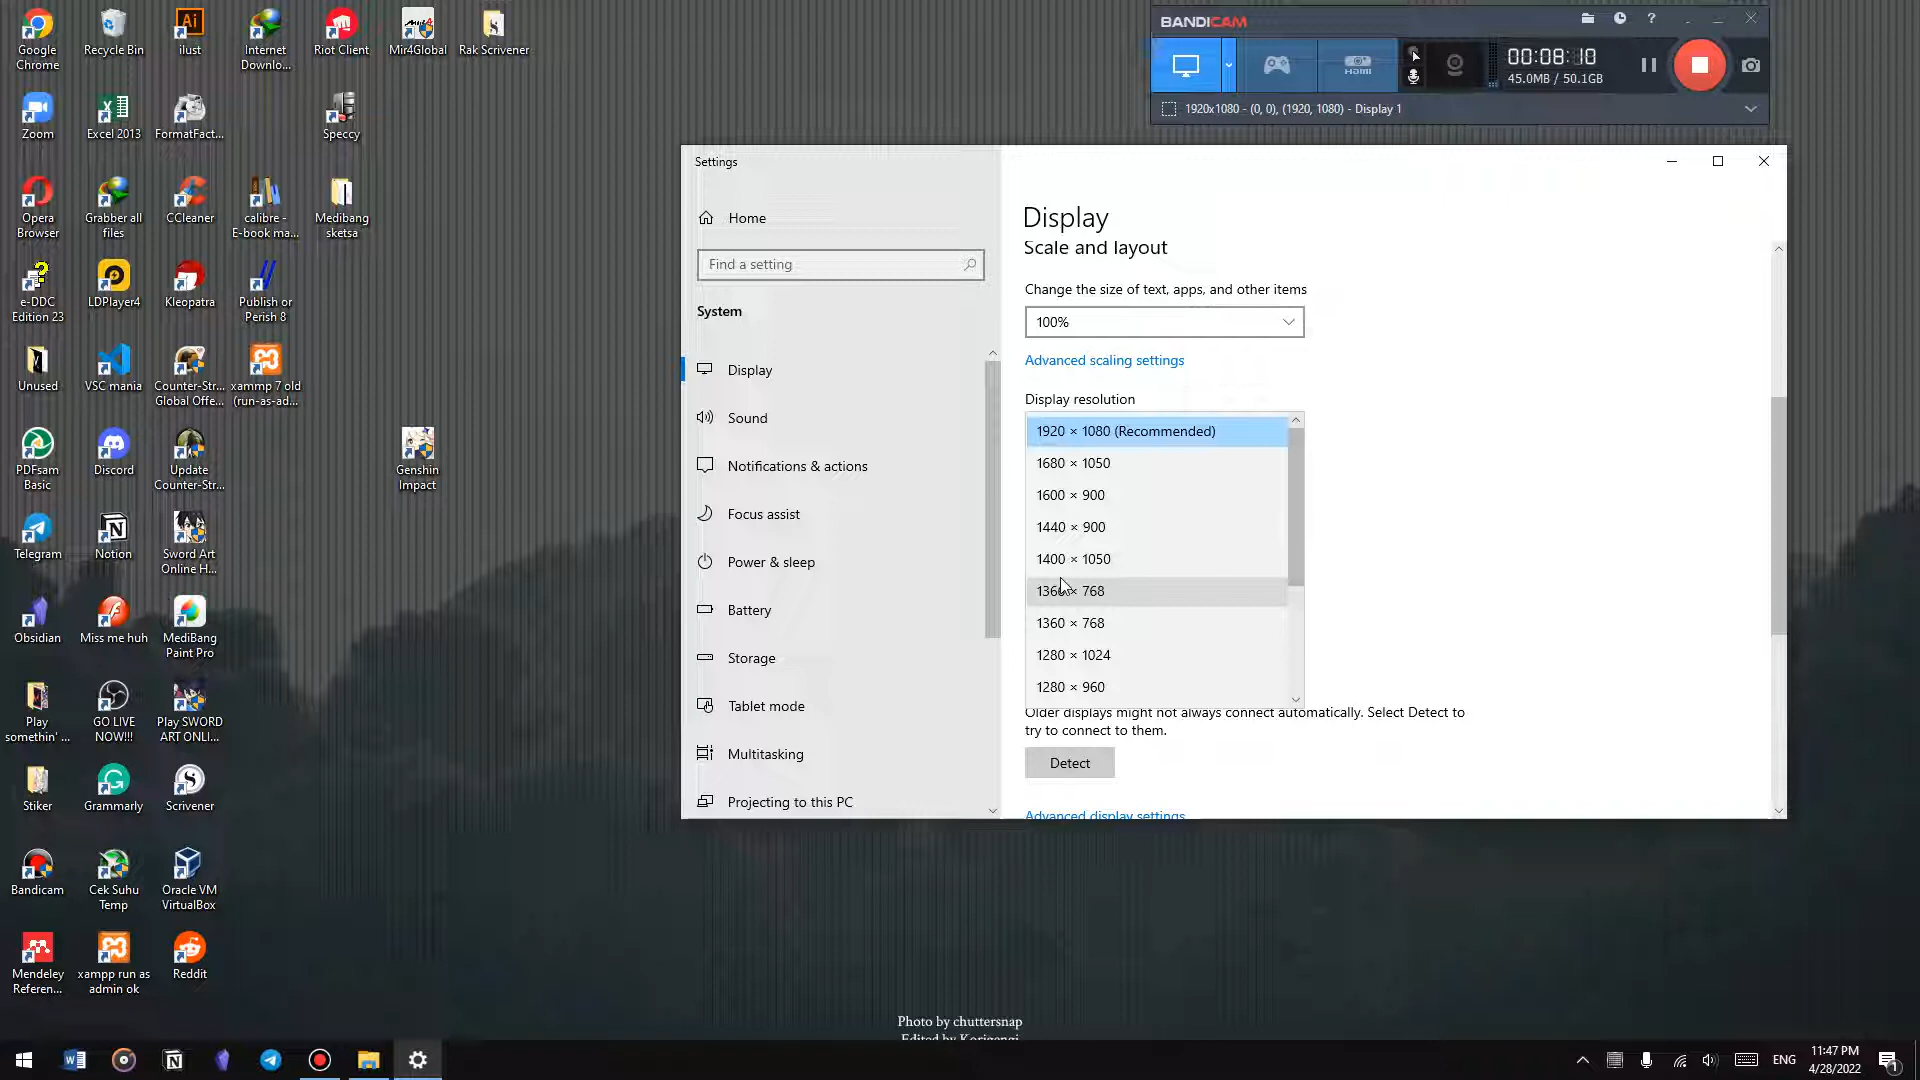 Google
Chrome
Recycle Bin
ilust
Internet
Downlo...
Riot Client
Mir4Global
Rak Scrivener
Zoom
Excel 2013
FormatFact...
Speccy
Opera
Browser
Grabber all
files
CCleaner
calibre -
E-book ma...
Medibang
sketsa
e-DDC
Edition 23
LDPlayer4
Kleopatra
Publish or
Perish 8
Unused
VSC mania
Counter-Str...
Global Offe...
xammp 7 old
(run-as-ad...
PDFsam
Basic
Discord
Update
Counter-Str...
Genshin
Impact
Telegram
Notion
Sword Art
Online H...
Obsidian
Miss me huh
MediBang
Paint Pro
Play
somethin' ...
GO LIVE
NOW!!!
Play SWORD
ART ONLI...
Stiker
Grammarly
Scrivener
Bandicam
Cek Suhu
Temp
Oracle VM
VirtualBox
Mendeley
Referen...
xampp run as
admin ok
Reddit
BANDICAM
HDMI
00:08:10
45.0MB / 50.1GB
1920x1080 - (0, 0), (1920, 1080) - Display 1
Settings
Home
Find a setting
System
Display
Sound
Notifications & actions
Focus assist
Power & sleep
Battery
Storage
Tablet mode
Multitasking
Projecting to this PC
Display
Scale and layout
Change the size of text, apps, and other items
100%
Advanced scaling settings
Display resolution
1920 × 1080 (Recommended)
1680 × 1050
1600 × 900
1440 × 900
1400 × 1050
× 768
1360 × 768
1280 × 1024
1280 × 960
Older displays might not always connect automatically. Select Detect to
try to connect to them.
Detect
Advanced display settings
Photo by chuttersnap
Edited by Korigengi
ENG
11:47 PM
4/28/2022
1